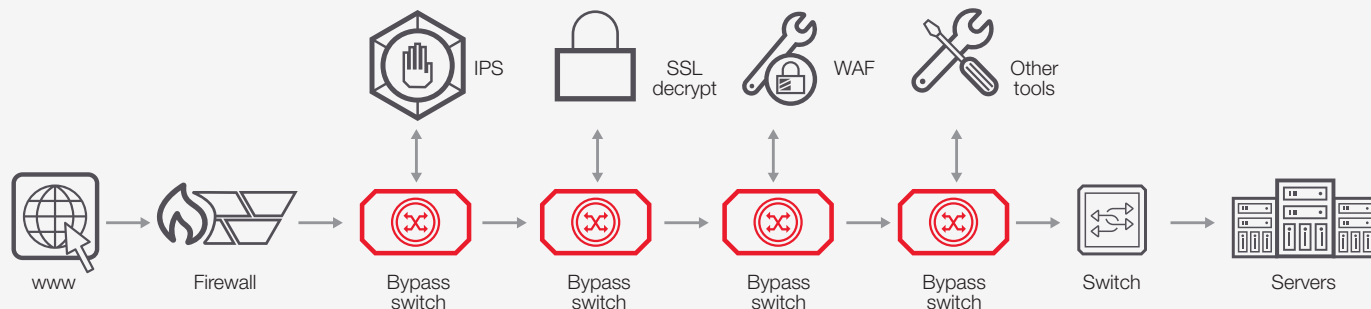 IPS
SSL
decrypt
WAF
Other
tools
www
Firewall
Bypass
switch
Bypass
switch
Bypass
switch
Bypass
switch
Switch
Servers